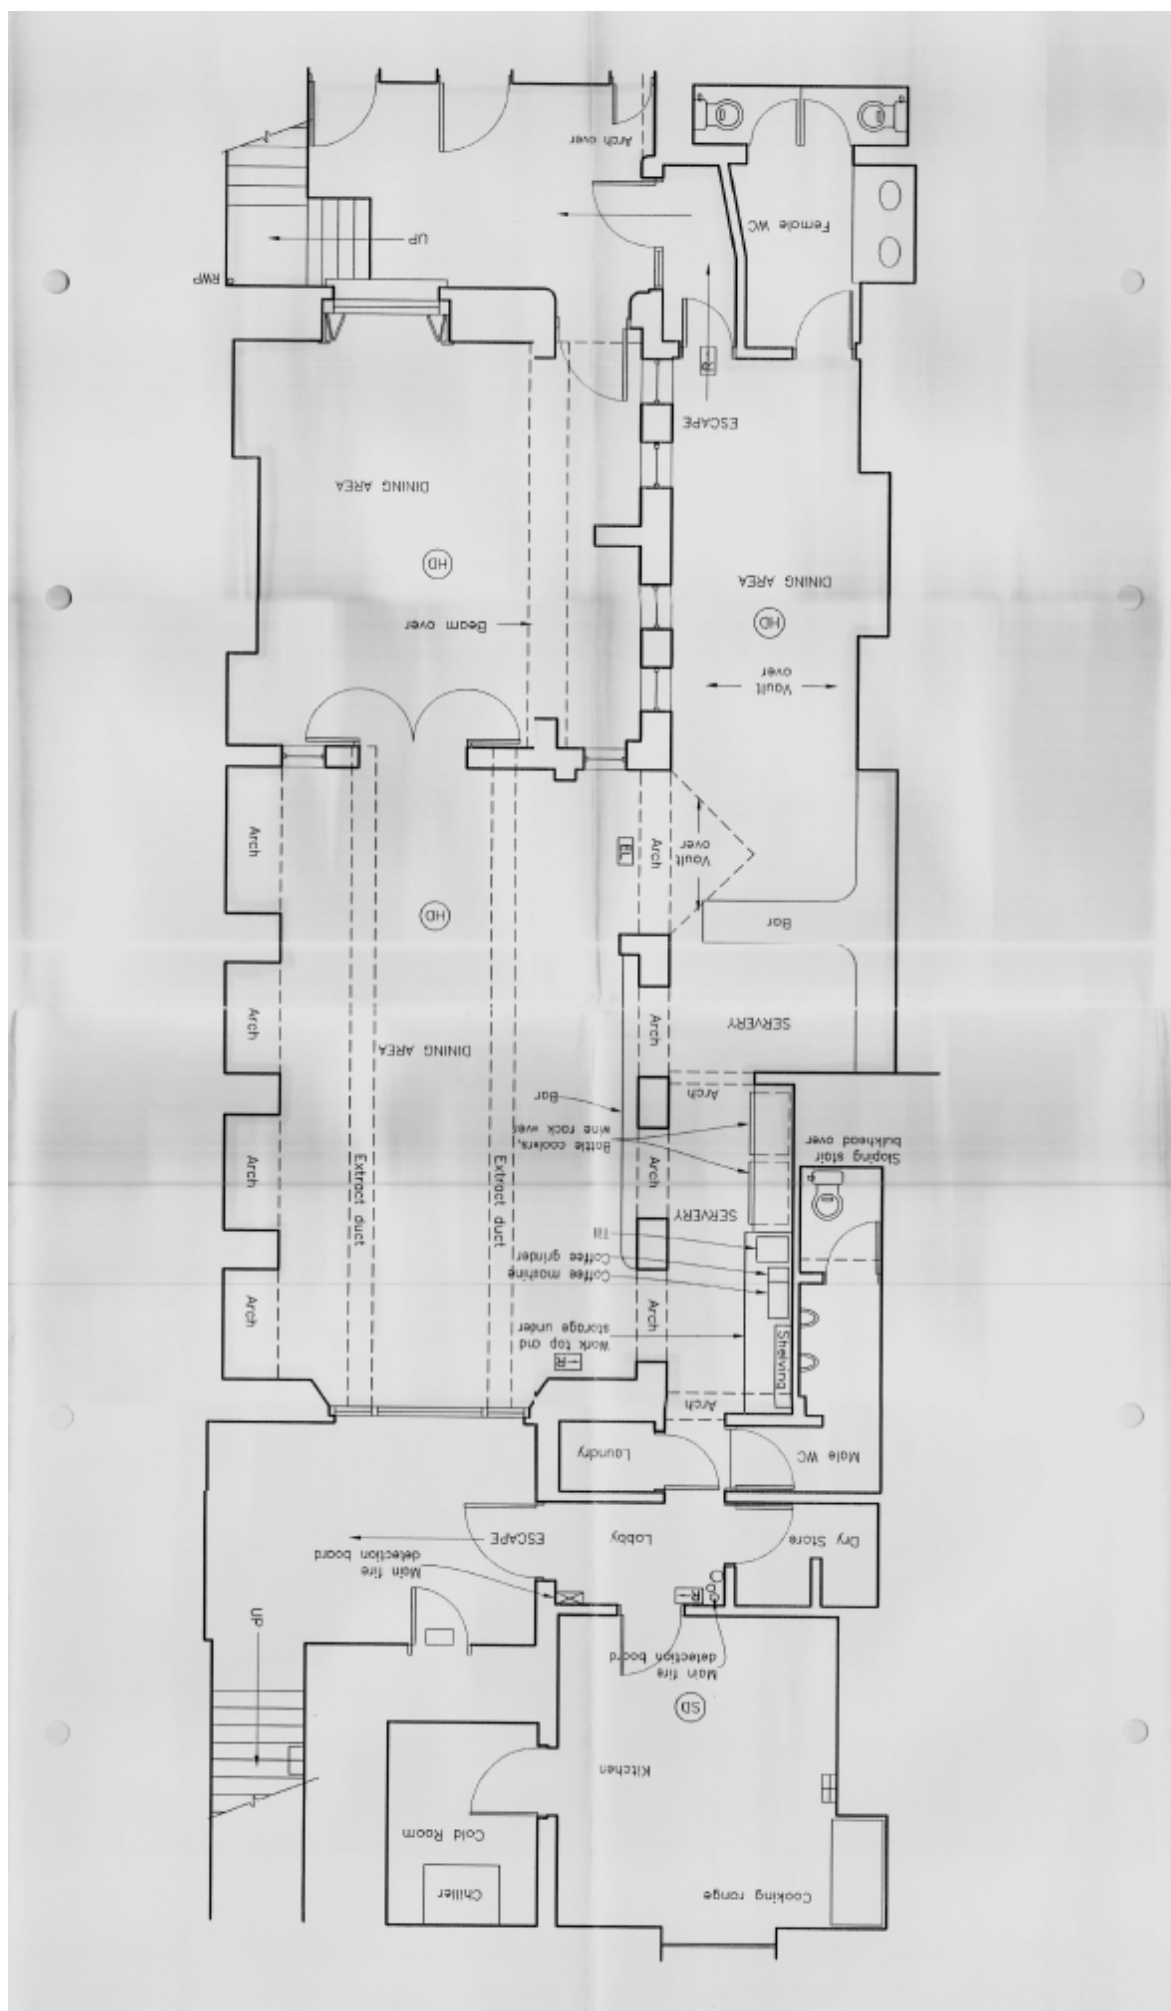 Cooking range
Chiller
Cold Room
Kitchen
SD
Main fire
detection board
UP
R
Main fire
detection board
Dry Store
Lobby
ESCAPE
Male WC
Laundry
Arch
Shelving
R
Work top and
storage under
Arch
Arch
Coffee mashine
Coffee grinder
Till
SERVERY
Extract duct
Extract duct
Sloping stair
bulkhead over
Bottle coolers,
wine rack over
Arch
Arch
Bar
Arch
DINING AREA
SERVERY
Arch
Arch
Bar
HD
Vault
over
Arch
EL
Arch
Vault
over
HD
DINING AREA
Beam over
HD
DINING AREA
ESCAPE
R
RWP
UP
Female WC
Arch over